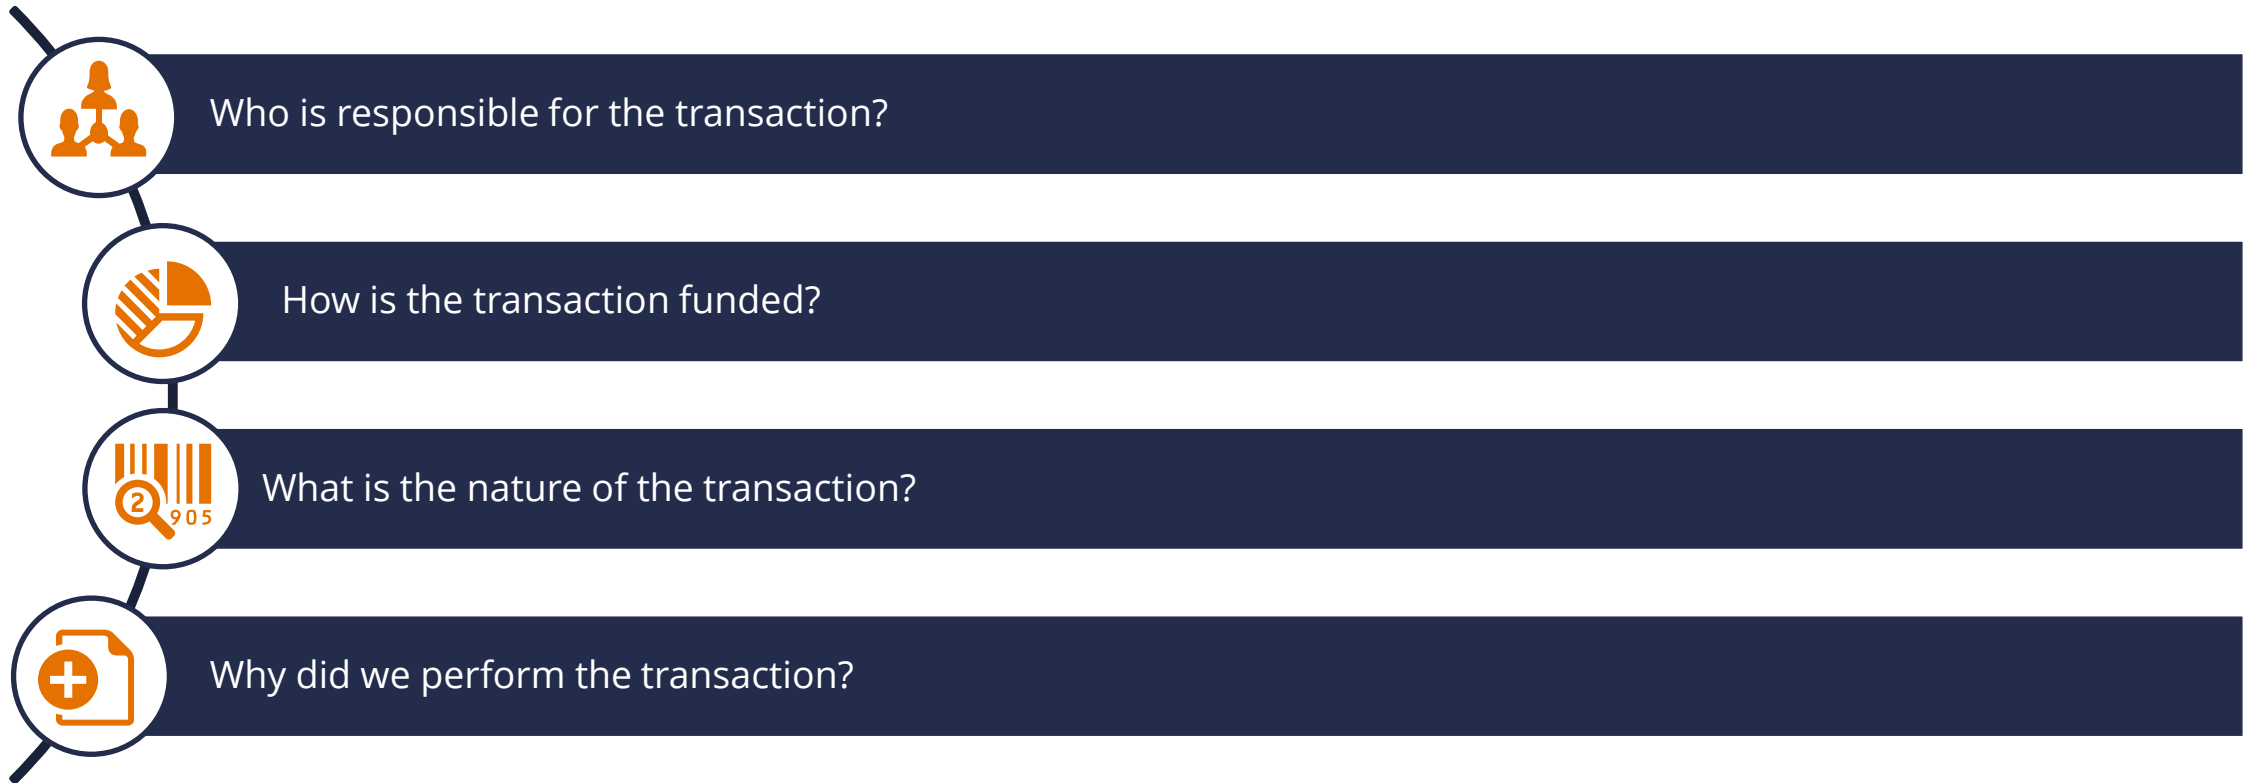 Who is responsible for the transaction?
How is the transaction funded?
What is the nature of the transaction?
2
905
Why did we perform the transaction?